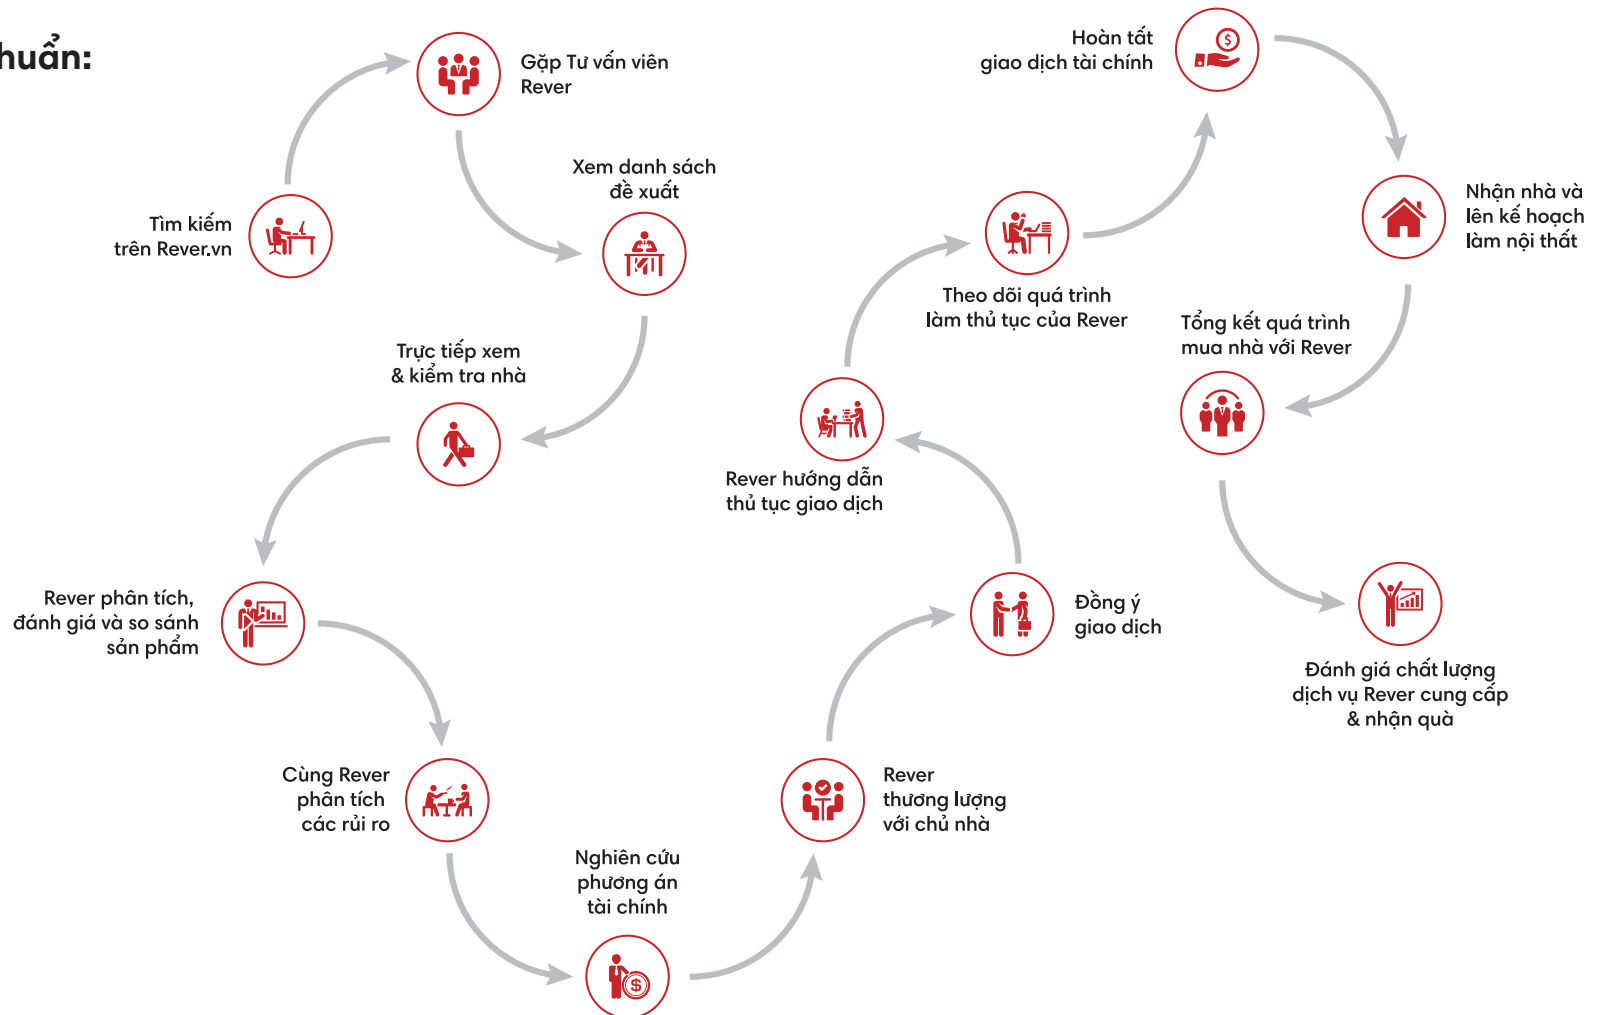 huẩn:
Tìm kiếm
trên Rever.vn
Gặp Tư vấn viên
Rever
Xem danh sách
đề xuất
Trực tiếp xem
& kiểm tra nhà
Rever phân tích,
đánh giá và so sánh
sản phẩm
Cùng Rever
phân tích
các rủi ro
Nghiên cứu
phương án
tài chính
$
Rever
thương lượng
với chủ nhà
Đồng ý
giao dịch
Rever hướng dẫn
thủ tục giao dịch
Theo dõi quá trình
làm thủ tục của Rever
Hoàn tất
giao dịch tài chính
$
Nhận nhà và
lên kế hoạch
làm nội thất
Tổng kết quá trình
mua nhà với Rever
Đánh giá chất lượng
dịch vụ Rever cung cấp
& nhận quà